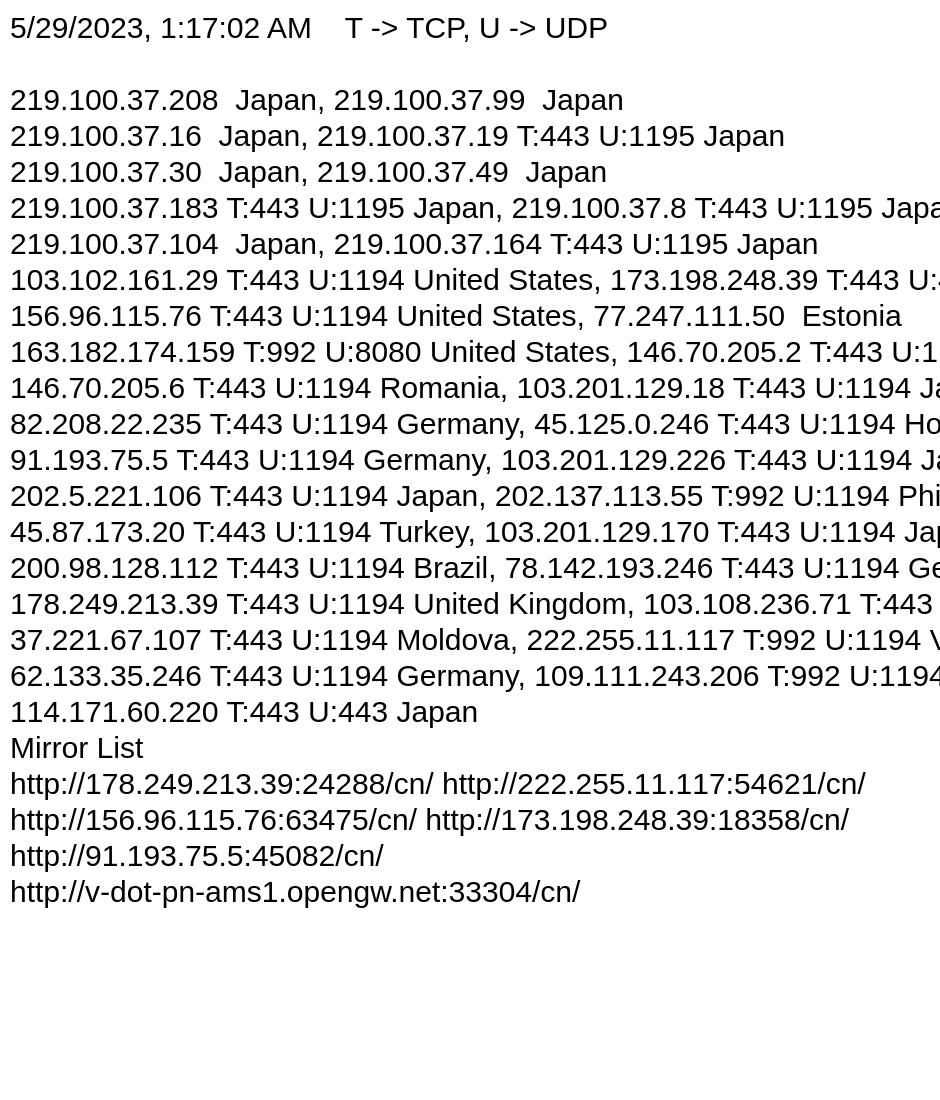 5/29/2023, 1:17:02 AM    T -> TCP, U -> UDP
219.100.37.208  Japan, 219.100.37.99  Japan
219.100.37.16  Japan, 219.100.37.19 T:443 U:1195 Japan
219.100.37.30  Japan, 219.100.37.49  Japan
219.100.37.183 T:443 U:1195 Japan, 219.100.37.8 T:443 U:1195 Japa
219.100.37.104  Japan, 219.100.37.164 T:443 U:1195 Japan
103.102.161.29 T:443 U:1194 United States, 173.198.248.39 T:443 U:
156.96.115.76 T:443 U:1194 United States, 77.247.111.50  Estonia
163.182.174.159 T:992 U:8080 United States, 146.70.205.2 T:443 U:1
146.70.205.6 T:443 U:1194 Romania, 103.201.129.18 T:443 U:1194 Ja
82.208.22.235 T:443 U:1194 Germany, 45.125.0.246 T:443 U:1194 Ho
91.193.75.5 T:443 U:1194 Germany, 103.201.129.226 T:443 U:1194 Ja
202.5.221.106 T:443 U:1194 Japan, 202.137.113.55 T:992 U:1194 Phi
45.87.173.20 T:443 U:1194 Turkey, 103.201.129.170 T:443 U:1194 Jap
200.98.128.112 T:443 U:1194 Brazil, 78.142.193.246 T:443 U:1194 Ge
178.249.213.39 T:443 U:1194 United Kingdom, 103.108.236.71 T:443
37.221.67.107 T:443 U:1194 Moldova, 222.255.11.117 T:992 U:1194 V
62.133.35.246 T:443 U:1194 Germany, 109.111.243.206 T:992 U:1194
114.171.60.220 T:443 U:443 Japan
Mirror List
http://178.249.213.39:24288/cn/ http://222.255.11.117:54621/cn/
http://156.96.115.76:63475/cn/ http://173.198.248.39:18358/cn/
http://91.193.75.5:45082/cn/
http://v-dot-pn-ams1.opengw.net:33304/cn/